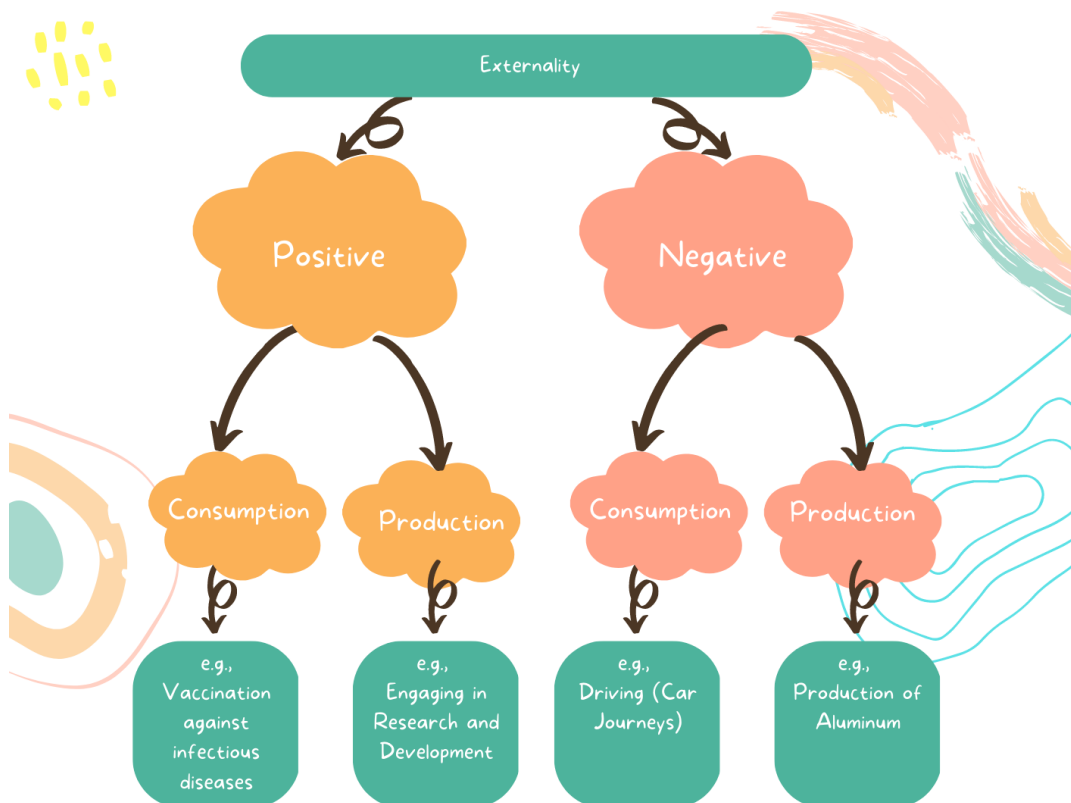 Externality
Positive
Negative
Consumption
Production
Consumption
Production
e.g.,
Vaccination
against
infectious
diseases
e.g.,
Engaging in
Research and
Development
e.g.,
Driving (Car
Journeys)
e.g.,
Production of
Aluminum